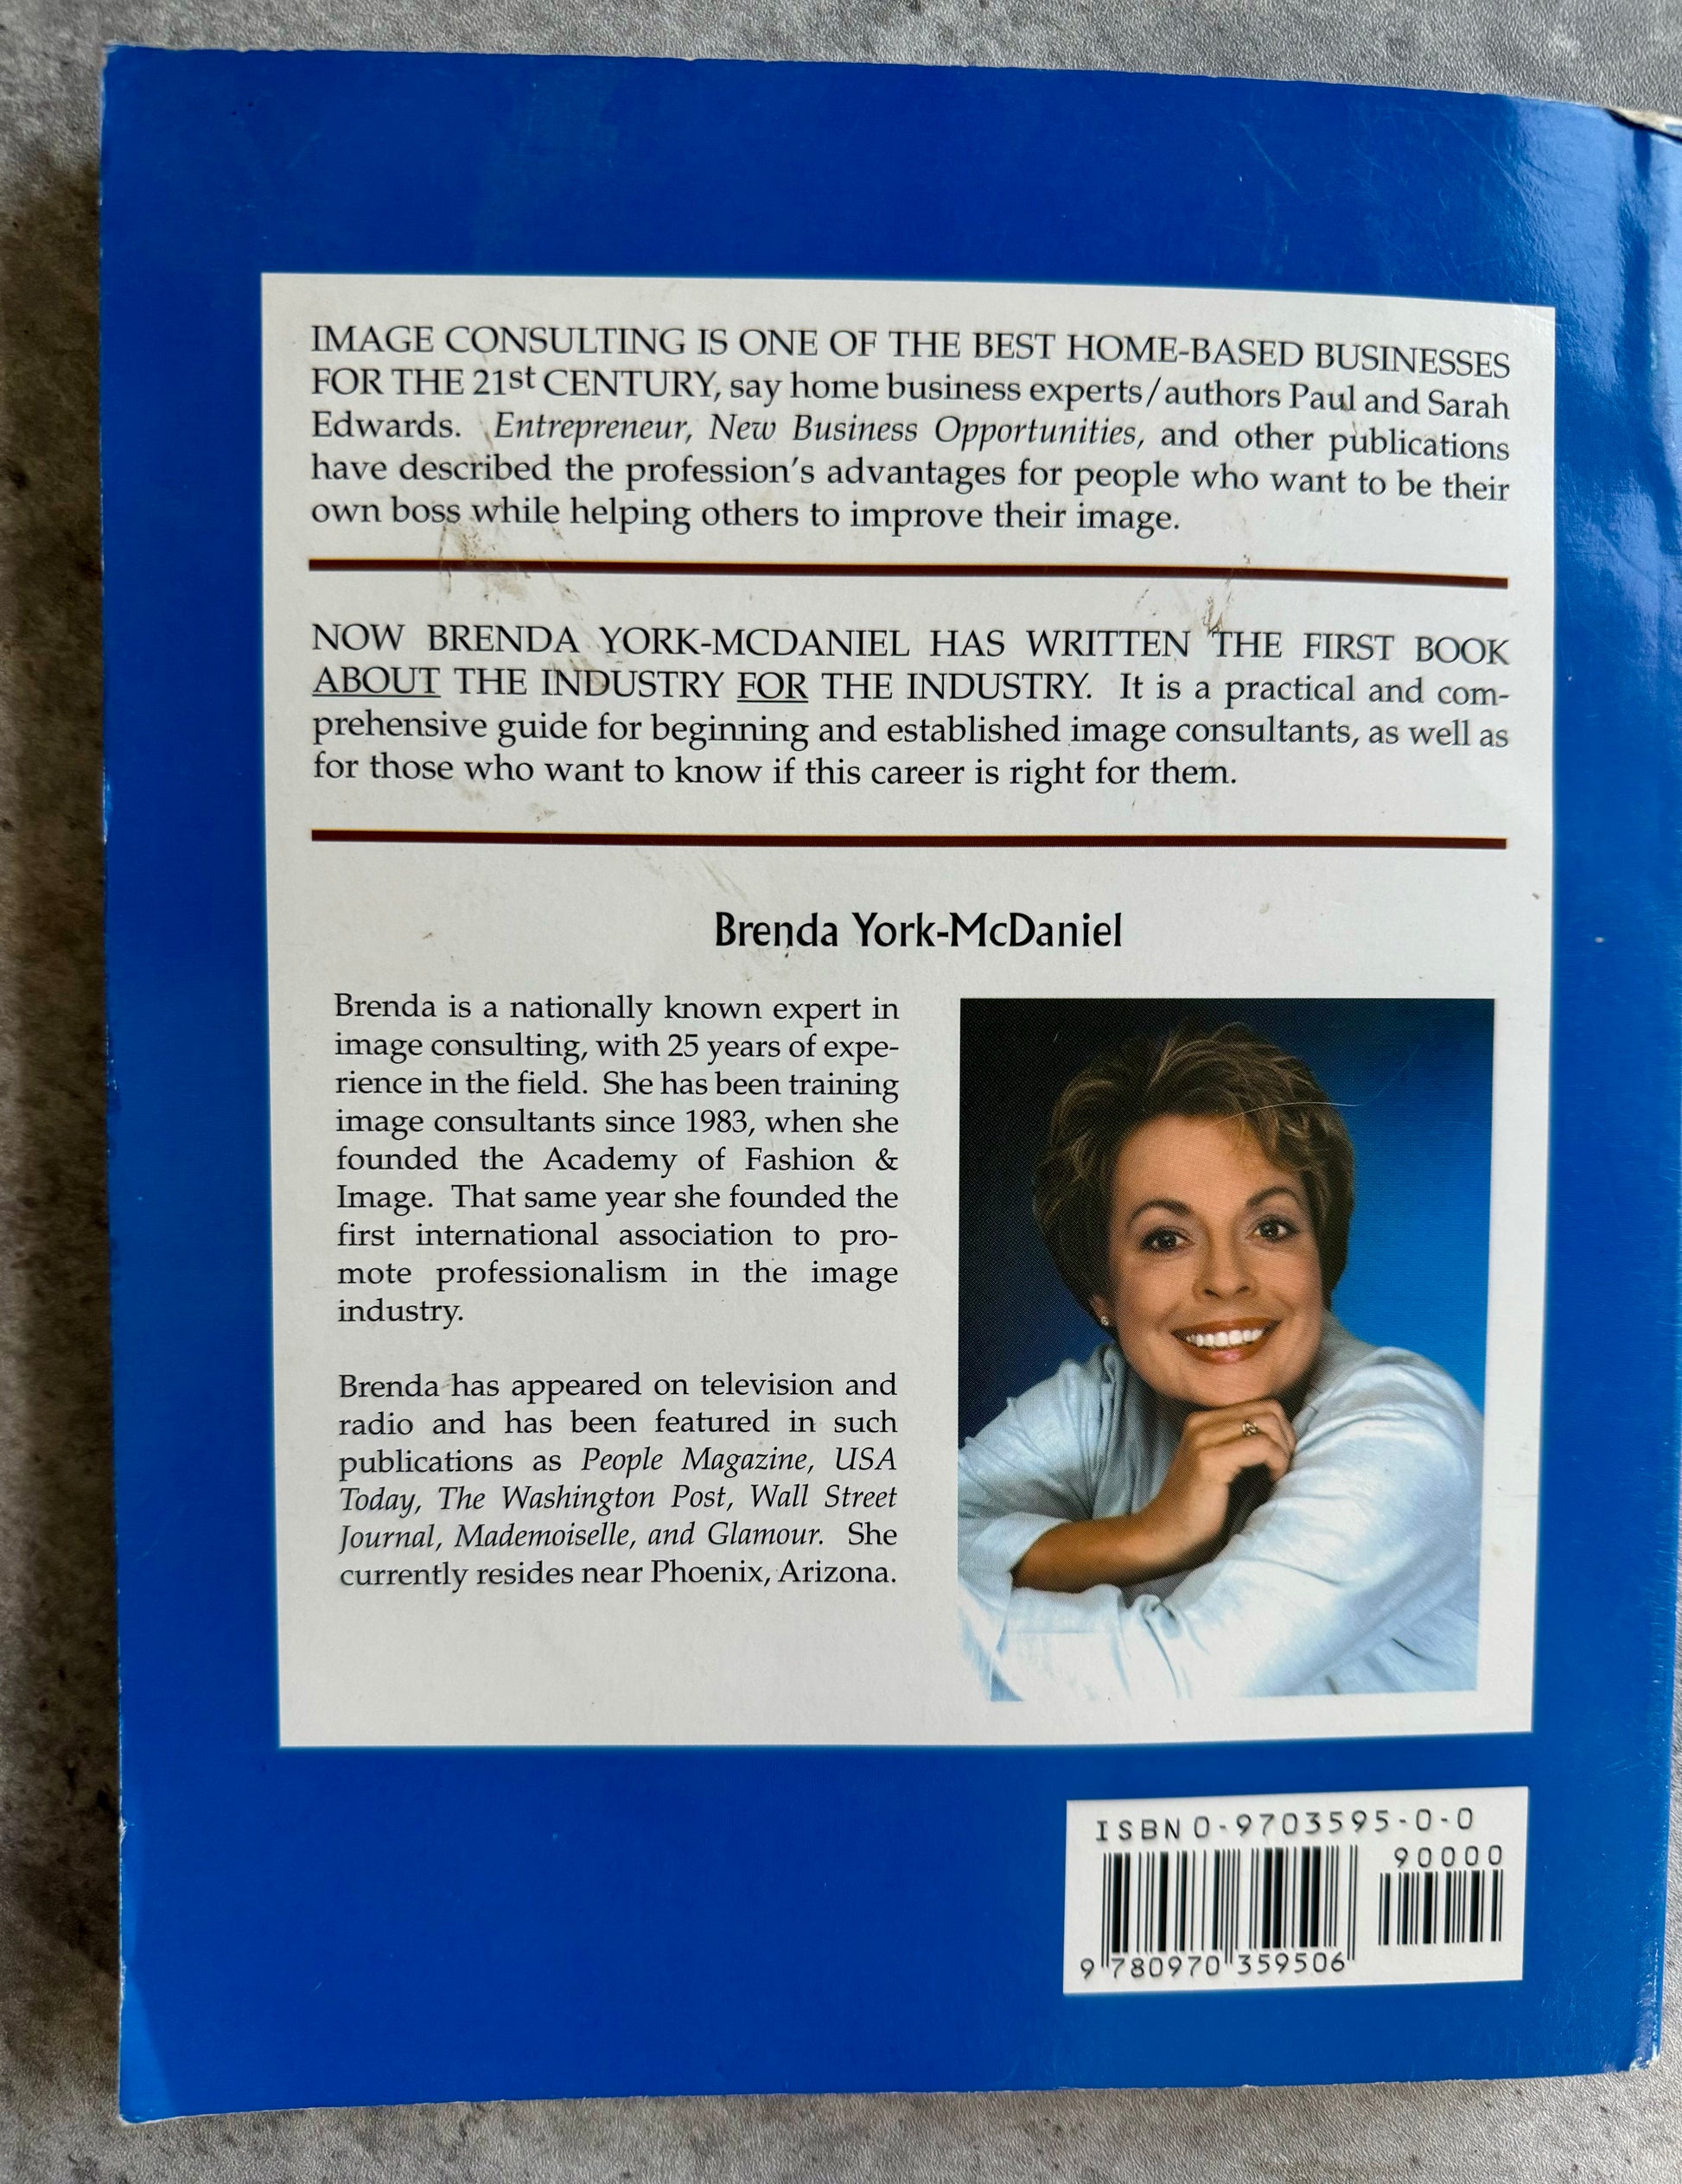 IMAGE CONSULTING IS ONE OF THE BEST HOME-BASED BUSINESSES
FOR THE 21st CENTURY, say home business experts/authors Paul and Sarah
Edwards. Entrepreneur, New Business Opportunities, and other publications
have described the profession's advantages for people who want to be their
own boss while helping others to improve their image.
NOW BRENDA YORK-MCDANIEL HAS WRITTEN THE FIRST BOOK
ABOUT THE INDUSTRY FOR THE INDUSTRY. It is a practical and com-
prehensive guide for beginning and established image consultants, as well as
for those who want to know if this career is right for them.
Brenda York-McDaniel
Brenda is a nationally known expert in
image consulting, with 25 years of expe-
rience in the field. She has been training
image consultants since 1983, when she
founded the Academy of Fashion &
Image. That same year she founded the
first international association to pro-
mote professionalism in the image
industry.
Brenda has appeared on television and
radio and has been featured in such
publications as People Magazine, USA
Today, The Washington Post, Wall Street
Journal, Mademoiselle, and Glamour. She
currently resides near Phoenix, Arizona.
ISBN 0-9703595-0-0
90000
9 780970 359506